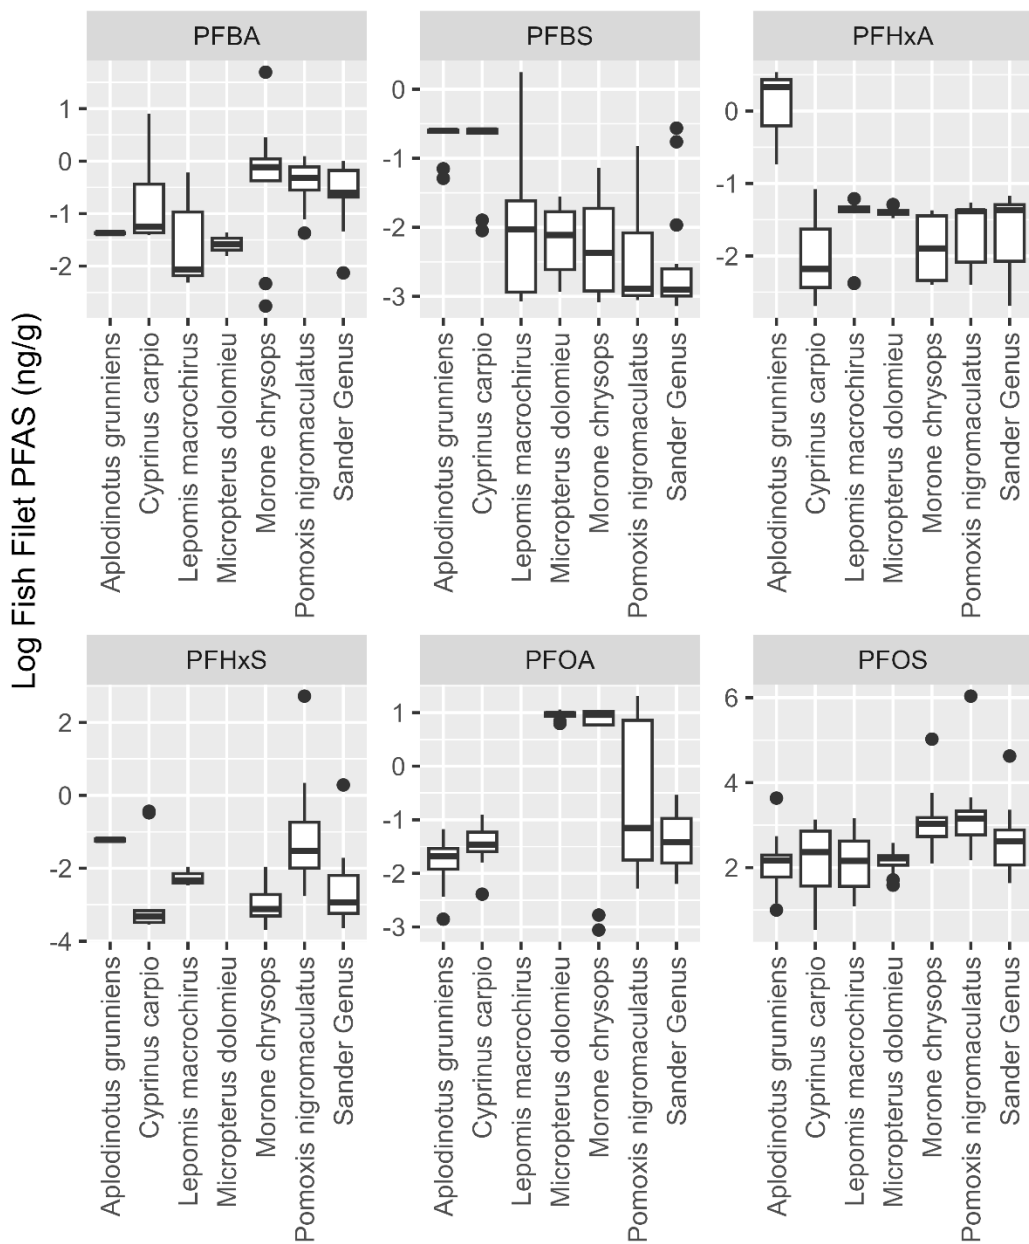 PFBA
PFBS
PFHxA
1
0
-1
-2
0
-1
-2
-3
0
-1
-2
Aplodinotus grunniens
Cyprinus carpio
Lepomis macrochirus
Micropterus dolomieu
Morone chrysops
Pomoxis nigromaculatus
Sander Genus
Aplodinotus grunniens
Cyprinus carpio
Lepomis macrochirus
Micropterus dolomieu
Morone chrysops
Pomoxis nigromaculatus
Sander Genus
Aplodinotus grunniens
Cyprinus carpio
Lepomis macrochirus
Micropterus dolomieu
Morone chrysops
Pomoxis nigromaculatus
Sander Genus
Log Fish Filet PFAS (ng/g)
PFHxS
PFOA
PFOS
2
0
-2
-4
1
0
-1
-2
-3
6
4
2
Aplodinotus grunniens
Cyprinus carpio
Lepomis macrochirus
Micropterus dolomieu
Morone chrysops
Pomoxis nigromaculatus
Sander Genus
Aplodinotus grunniens
Cyprinus carpio
Lepomis macrochirus
Micropterus dolomieu
Morone chrysops
Pomoxis nigromaculatus
Sander Genus
Aplodinotus grunniens
Cyprinus carpio
Lepomis macrochirus
Micropterus dolomieu
Morone chrysops
Pomoxis nigromaculatus
Sander Genus